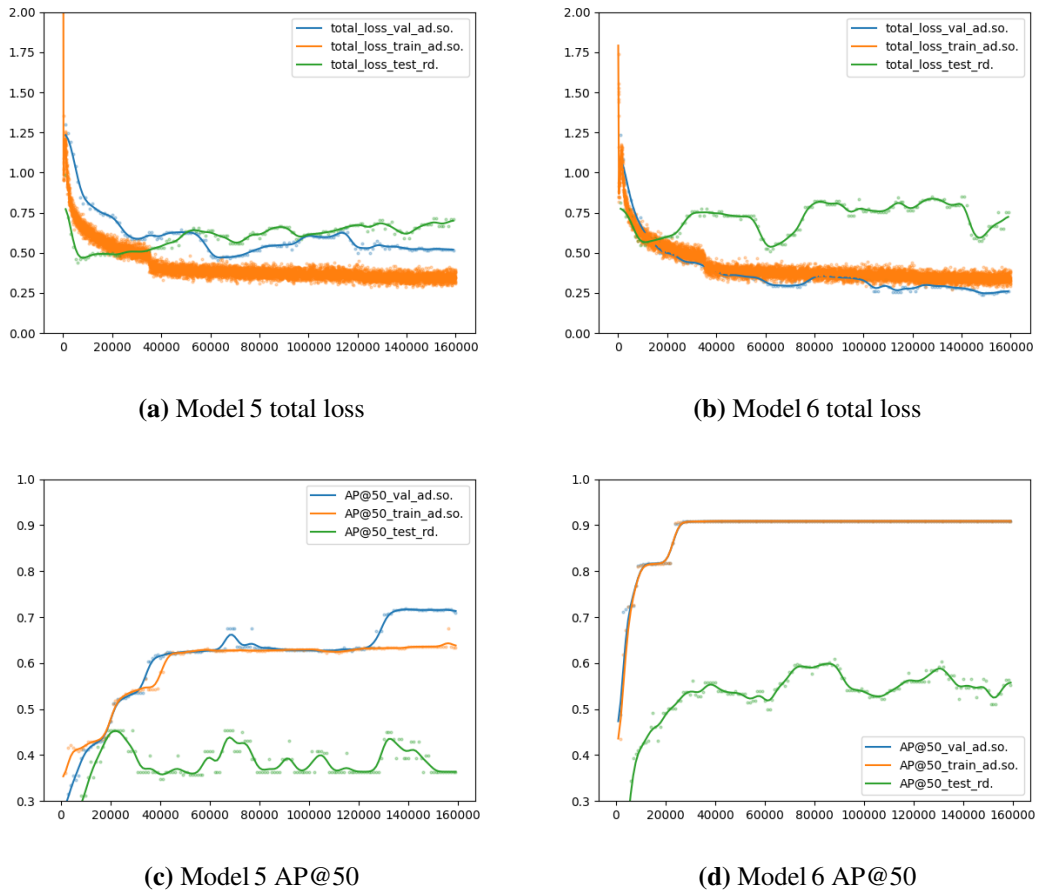 2.00
1.75
1.50
1.25
1.00
0.75
0.50
0.25
0.00
total_loss_val_ad.so.
total_loss_train_ad.so.
total_loss_test_rd.
0 20000 40000 60000 80000 100000 120000 140000 160000
(a) Model 5 total loss
2.00
1.75
1.50
1.25
1.00
0.75
0.50
0.25
0.00
total_loss_val_ad.so.
total_loss_train_ad.so.
total_loss_test_rd.
0 20000 40000 60000 80000 100000 120000 140000 160000
(b) Model 6 total loss
1.0
0.9
0.8
0.7
0.6
0.5
0.4
0.3
AP@50_val_ad.so.
AP@50_train_ad.so.
AP@50_test_rd.
0 20000 40000 60000 80000 100000 120000 140000 160000
(c) Model 5 AP@50
1.0
0.9
0.8
0.7
0.6
0.5
0.4
0.3
AP@50_val_ad.so.
AP@50_train_ad.so.
AP@50_test_rd.
0 20000 40000 60000 80000 100000 120000 140000 160000
(d) Model 6 AP@50